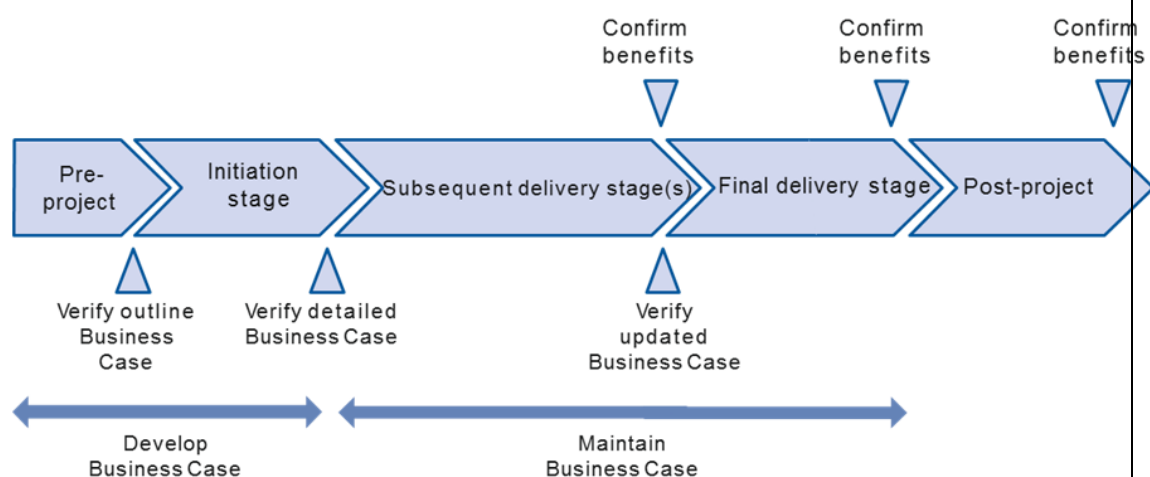 Confirm
benefits
Confirm
benefits
Confirm
benefits
Pre-
project
Initiation
stage
Subsequent delivery stage(s)
Final delivery stage
Post-project
Verify outline
Business
Case
Verify detailed
Business Case
Verify
updated
Business Case
Develop
Business Case
Maintain
Business Case